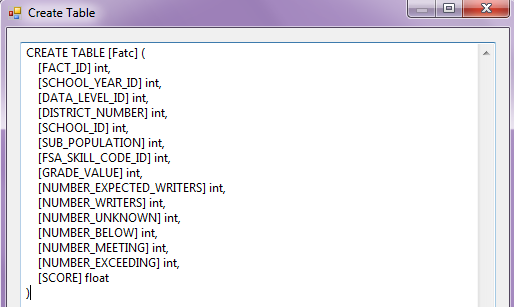 Create Table
CREATE TABLE [Fatc] (
[FACT_ID] int,
[SCHOOL_YEAR_ID] int,
[DATA_LEVEL_ID] int,
[DISTRICT_NUMBER] int,
[SCHOOL_ID] int,
[SUB_POPULATION] int,
[FSA_SKILL_CODE_ID] int,
[GRADE_VALUE] int,
[NUMBER_EXPECTED_WRITERS] int,
[NUMBER_WRITERS] int,
[NUMBER_UNKNOWN] int,
[NUMBER_BELOW] int,
[NUMBER_MEETING] int,
[NUMBER_EXCEEDING] int,
[SCORE] float
)